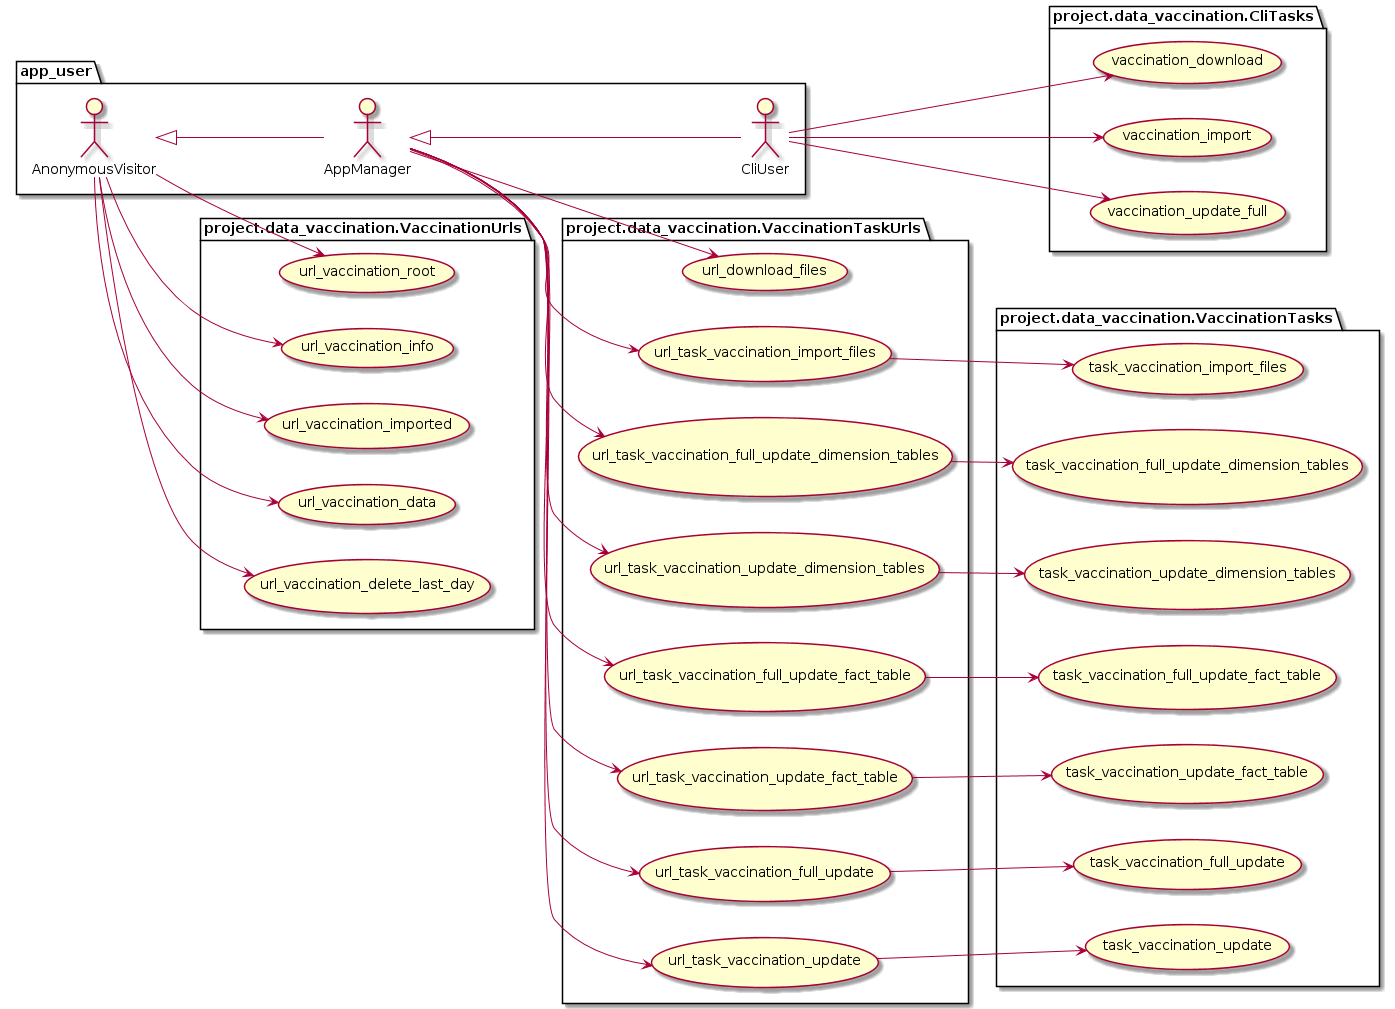 project.data_vaccination.CliTasks
vaccination_download
vaccination_import
vaccination_update_full
app_user
AnonymousVisitor
AppManager
CliUser
project.data_vaccination.VaccinationUrls
url_vaccination_root
url_vaccination_info
url_vaccination_imported
url_vaccination_data
url_vaccination_delete_last_day
project.data_vaccination.VaccinationTaskUrls
url_download_files
url_task_vaccination_import_files
url_task_vaccination_full_update_dimension_tables
url_task_vaccination_update_dimension_tables
url_task_vaccination_full_update_fact_table
url_task_vaccination_update_fact_table
url_task_vaccination_full_update
url_task_vaccination_update
project.data_vaccination.VaccinationTasks
task_vaccination_import_files
task_vaccination_full_update_dimension_tables
task_vaccination_update_dimension_tables
task_vaccination_full_update_fact_table
task_vaccination_update_fact_table
task_vaccination_full_update
task_vaccination_update